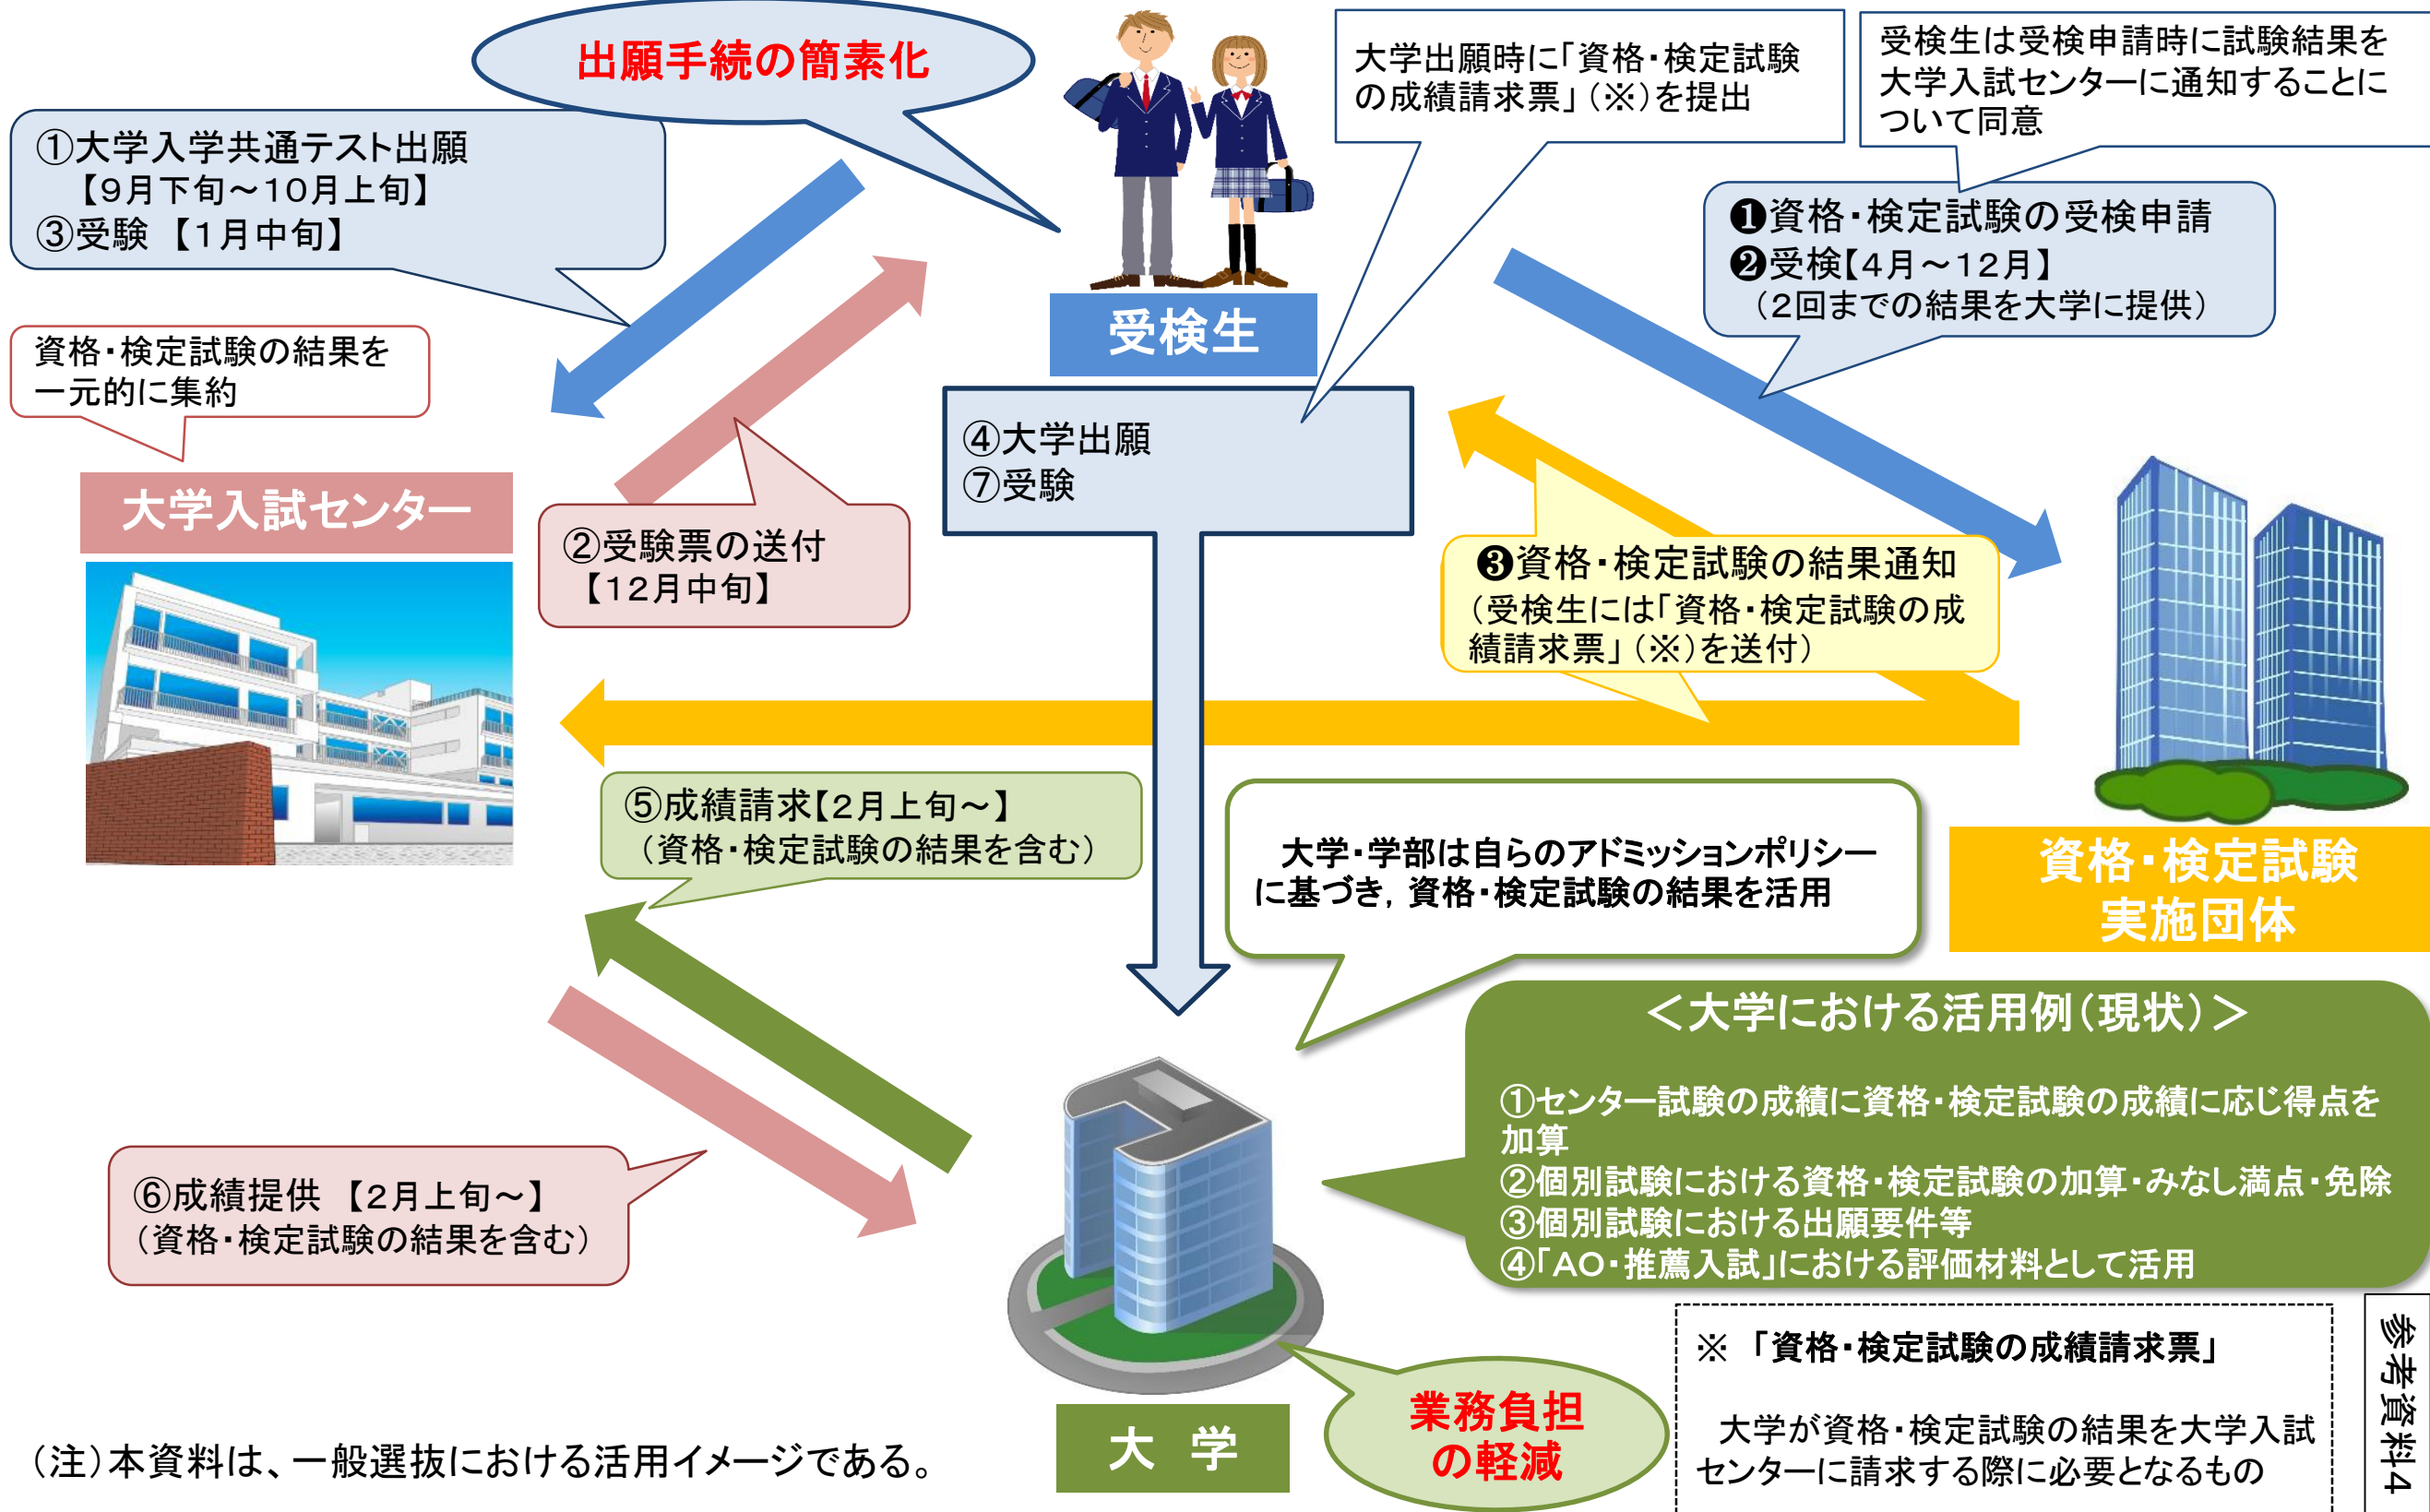 出願手続の簡素化
①大学入学共通テスト出願
【9月下旬～10月上旬】
③受験【1月中旬】
大学出願時に「資格・検定試験
の成績請求票」（※）を提出
受検生は受検申請時に試験結果を
大学入試センターに通知することに
ついて同意
❶資格・検定試験の受検申請
❷受検【4月～12月】
（2回までの結果を大学に提供）
受検生
資格・検定試験の結果を
一元的に集約
大学入試センター
②受験票の送付
【12月中旬】
④大学出願
⑦受験
❸資格・検定試験の結果通知
（受検生には「資格・検定試験の成
績請求票」（※）を送付）
⑤成績請求【2月上旬～】
（資格・検定試験の結果を含む）
大学・学部は自らのアドミッションポリシー
に基づき，資格・検定試験の結果を活用
資格・検定試験
実施団体
＜大学における活用例（現状）＞
①センター試験の成績に資格・検定試験の成績に応じ得点を
加算
②個別試験における資格・検定試験の加算・みなし満点・免除
③個別試験における出願要件等
④「AO・推薦入試」における評価材料として活用
⑥成績提供【2月上旬～】
（資格・検定試験の結果を含む）
大学
業務負担
の軽減
※「資格・検定試験の成績請求票」
大学が資格・検定試験の結果を大学入試
センターに請求する際に必要となるもの
参考資料4
（注）本資料は、一般選抜における活用イメージである。